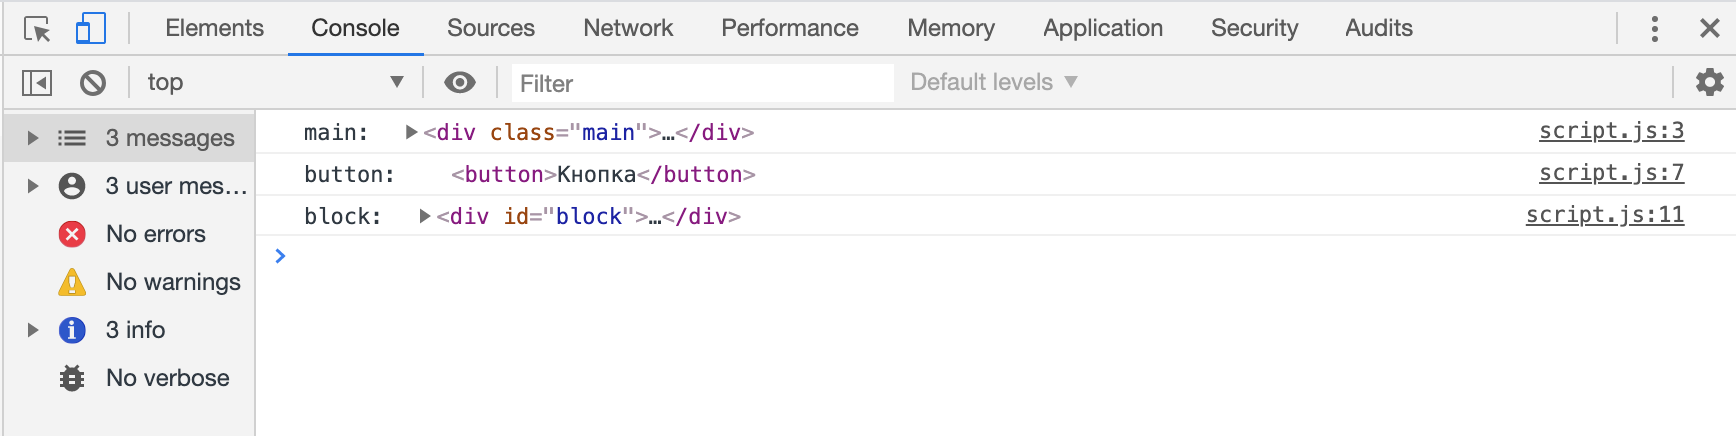 Elements Console Sources Network Performance Memory Application Security Audits
top Filter Default levels
3 messages
3 user mes...
No errors
No warnings
3 info
No verbose
main: <div class="main">…</div> script.js:3
button: <button>Кнопка</button> script.js:7
block: <div id="block">…</div> script.js:11